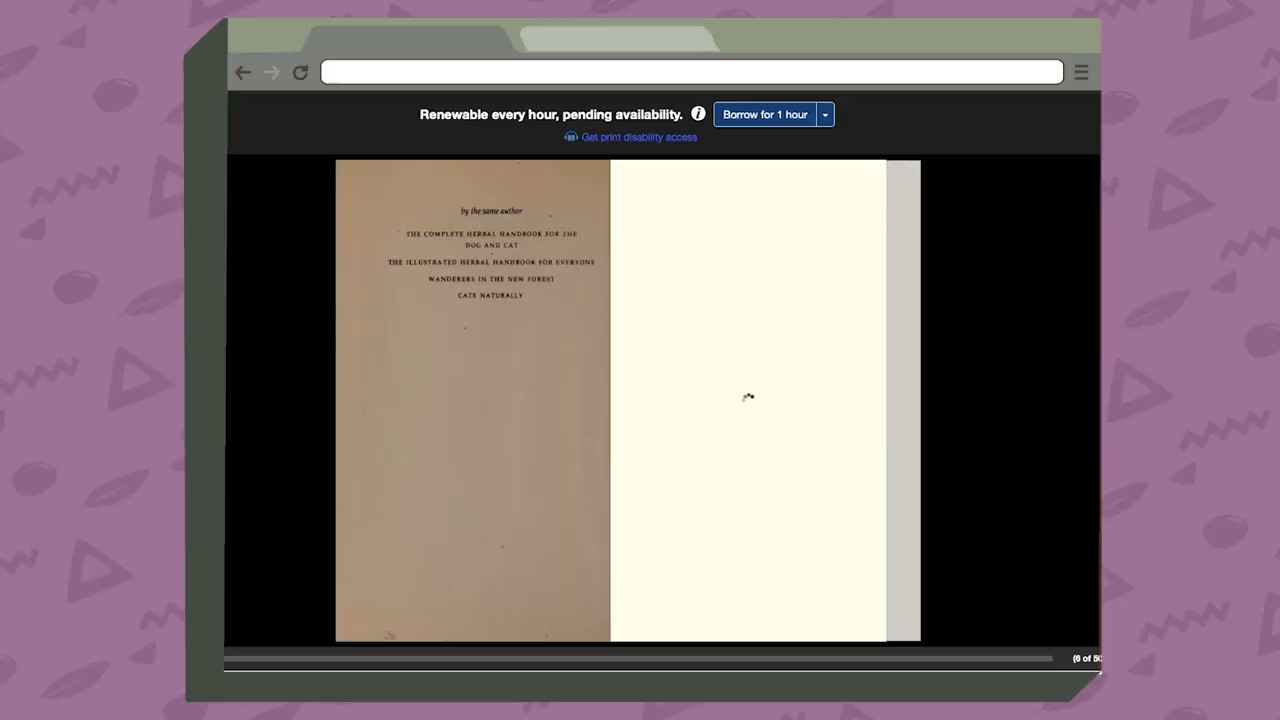 Renewable every hour, pending availability.
Borrow for 1 hour
Get print disability access
by the same author
THE COMPLETE HERBAL HANDBOOK FOR THE
DOG AND CAT
THE ILLUSTRATED HERBAL HANDBOOK FOR EVERYONE
WANDERERS IN THE NEW FOREST
CATS NATURALLY
(6 of